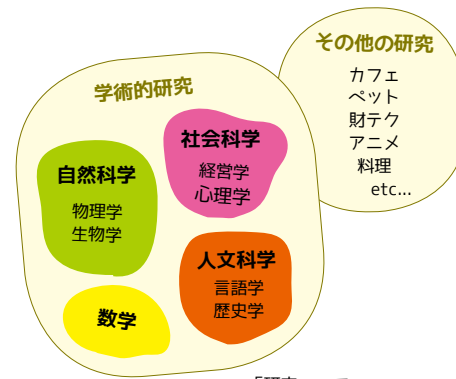 学術的研究
自然科学
物理学
生物学
社会科学
経営学
心理学
数学
人文科学
言語学
歴史学
その他の研究
カフェ
ペット
財テク
アニメ
料理
etc...